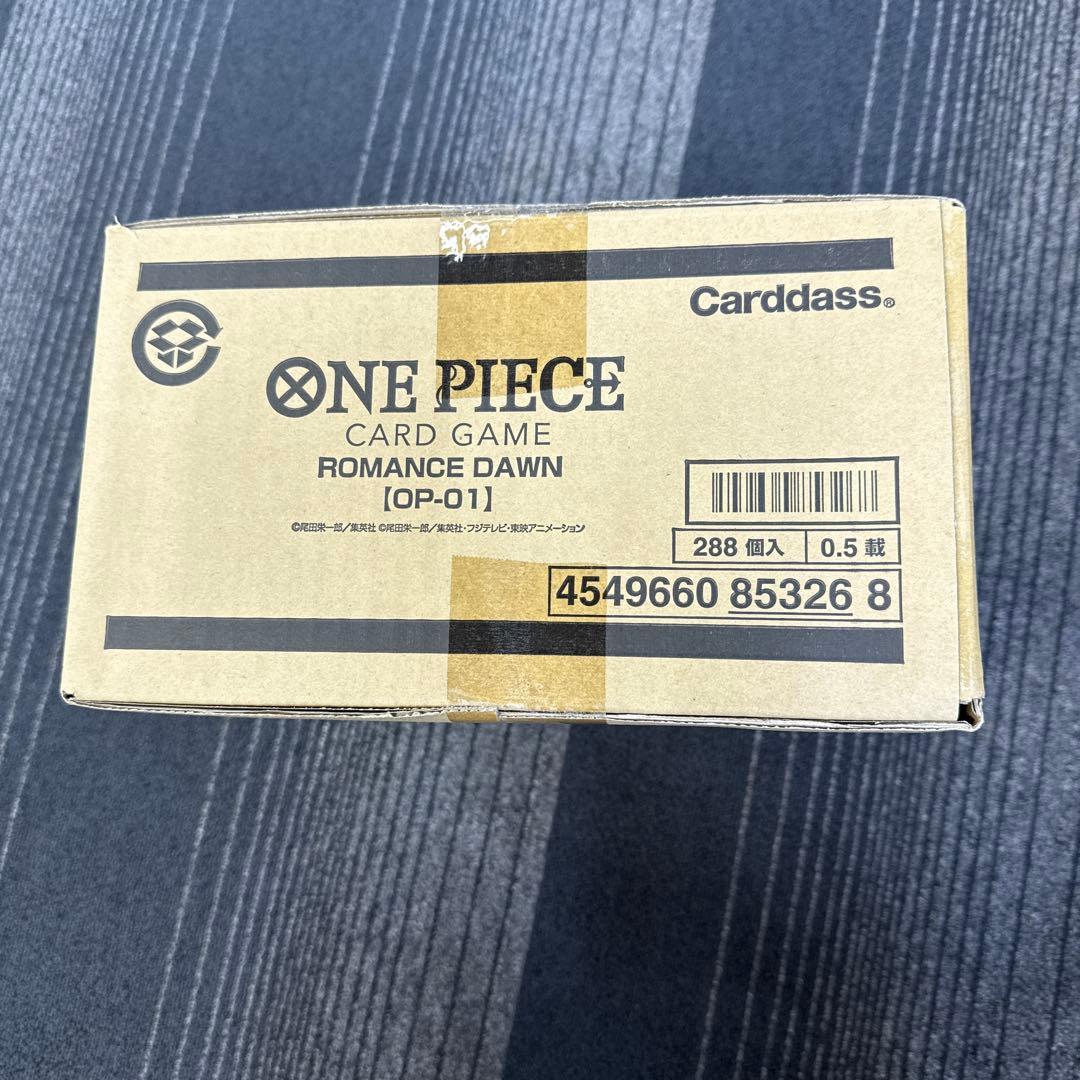 Carddass®
ONE PIECE
CARD GAME
ROMANCE DAWN
【OP-01】
©尾田栄一郎／集英社 ©尾田栄一郎／集英社・フジテレビ・東映アニメーション
288 個入 0.5 載
4549660 85326 8